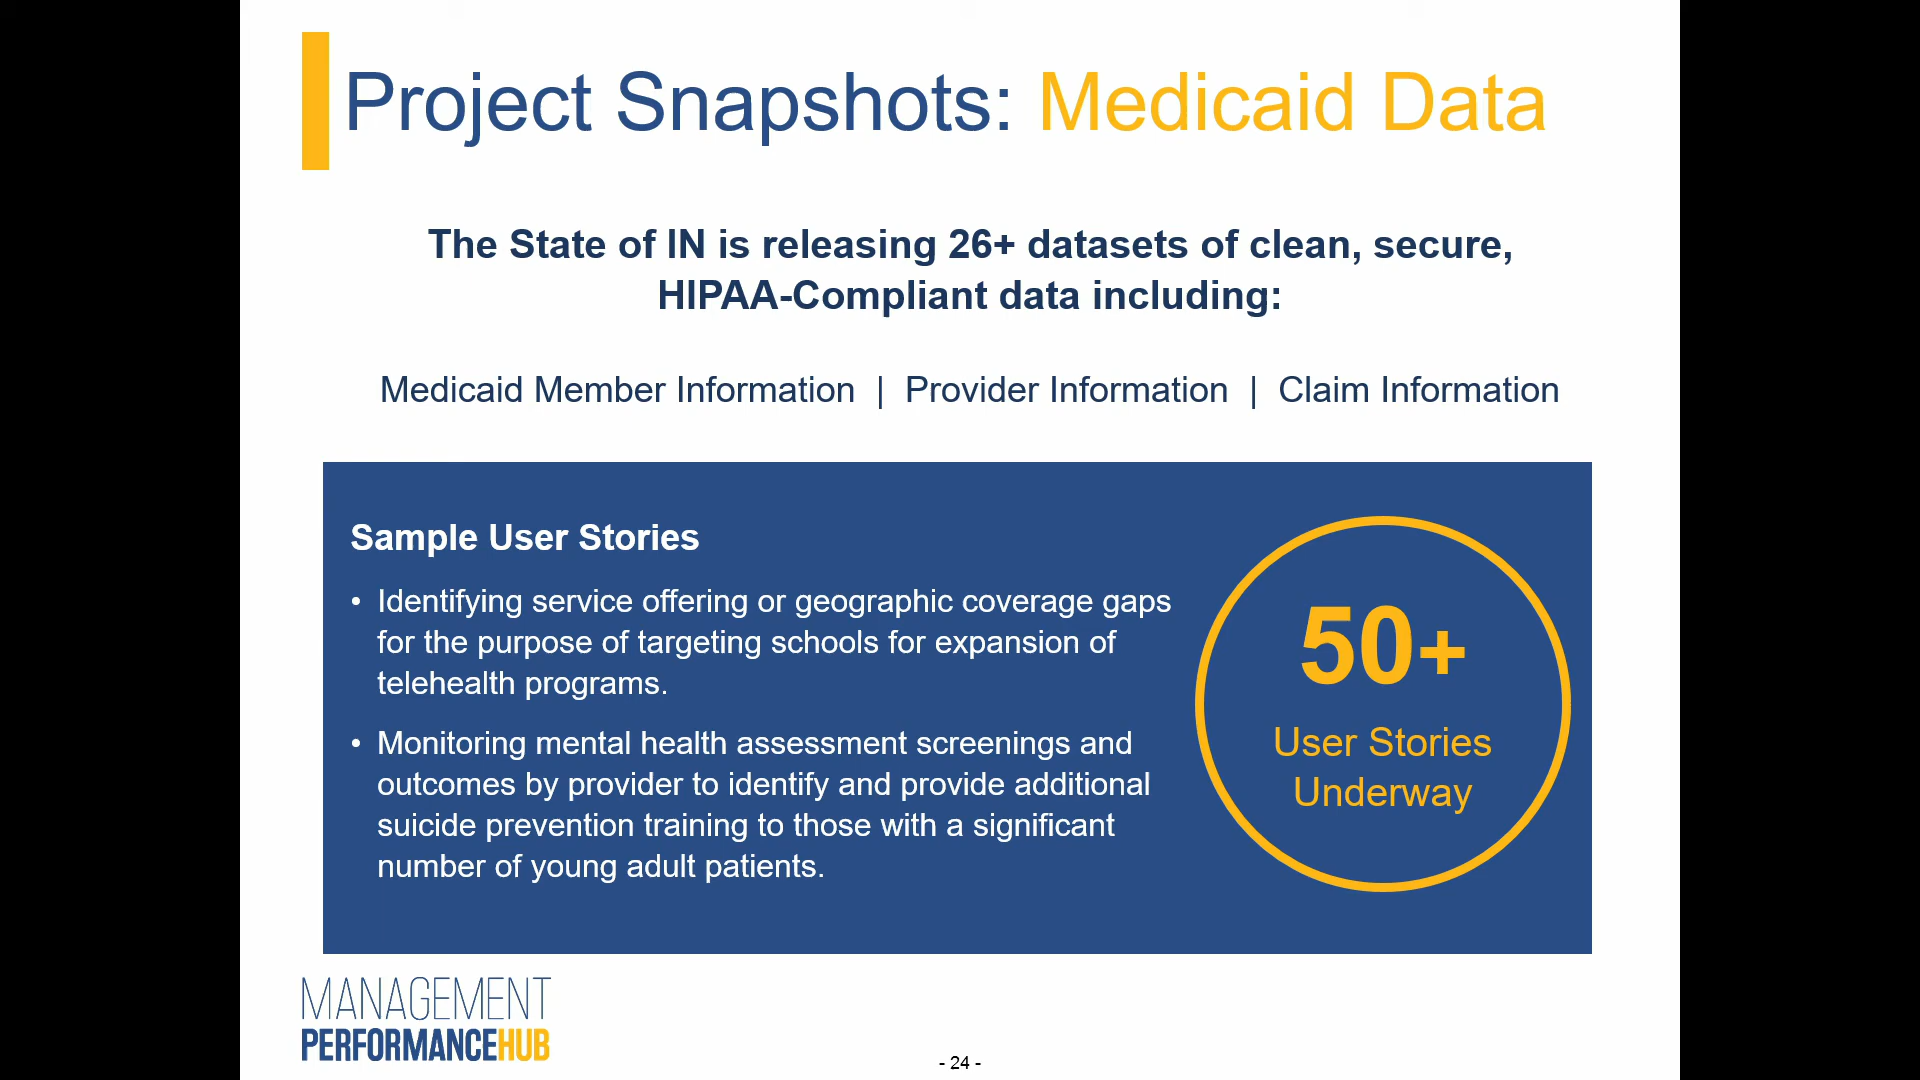 Project Snapshots: Medicaid Data
The State of IN is releasing 26+ datasets of clean, secure,
HIPAA-Compliant data including:
Medicaid Member Information | Provider Information | Claim Information
Sample User Stories
• Identifying service offering or geographic coverage gaps
for the purpose of targeting schools for expansion of
telehealth programs.
• Monitoring mental health assessment screenings and
outcomes by provider to identify and provide additional
suicide prevention training to those with a significant
number of young adult patients.
50+
User Stories
Underway
MANAGEMENT
PERFORMANCEHUB
- 24 -